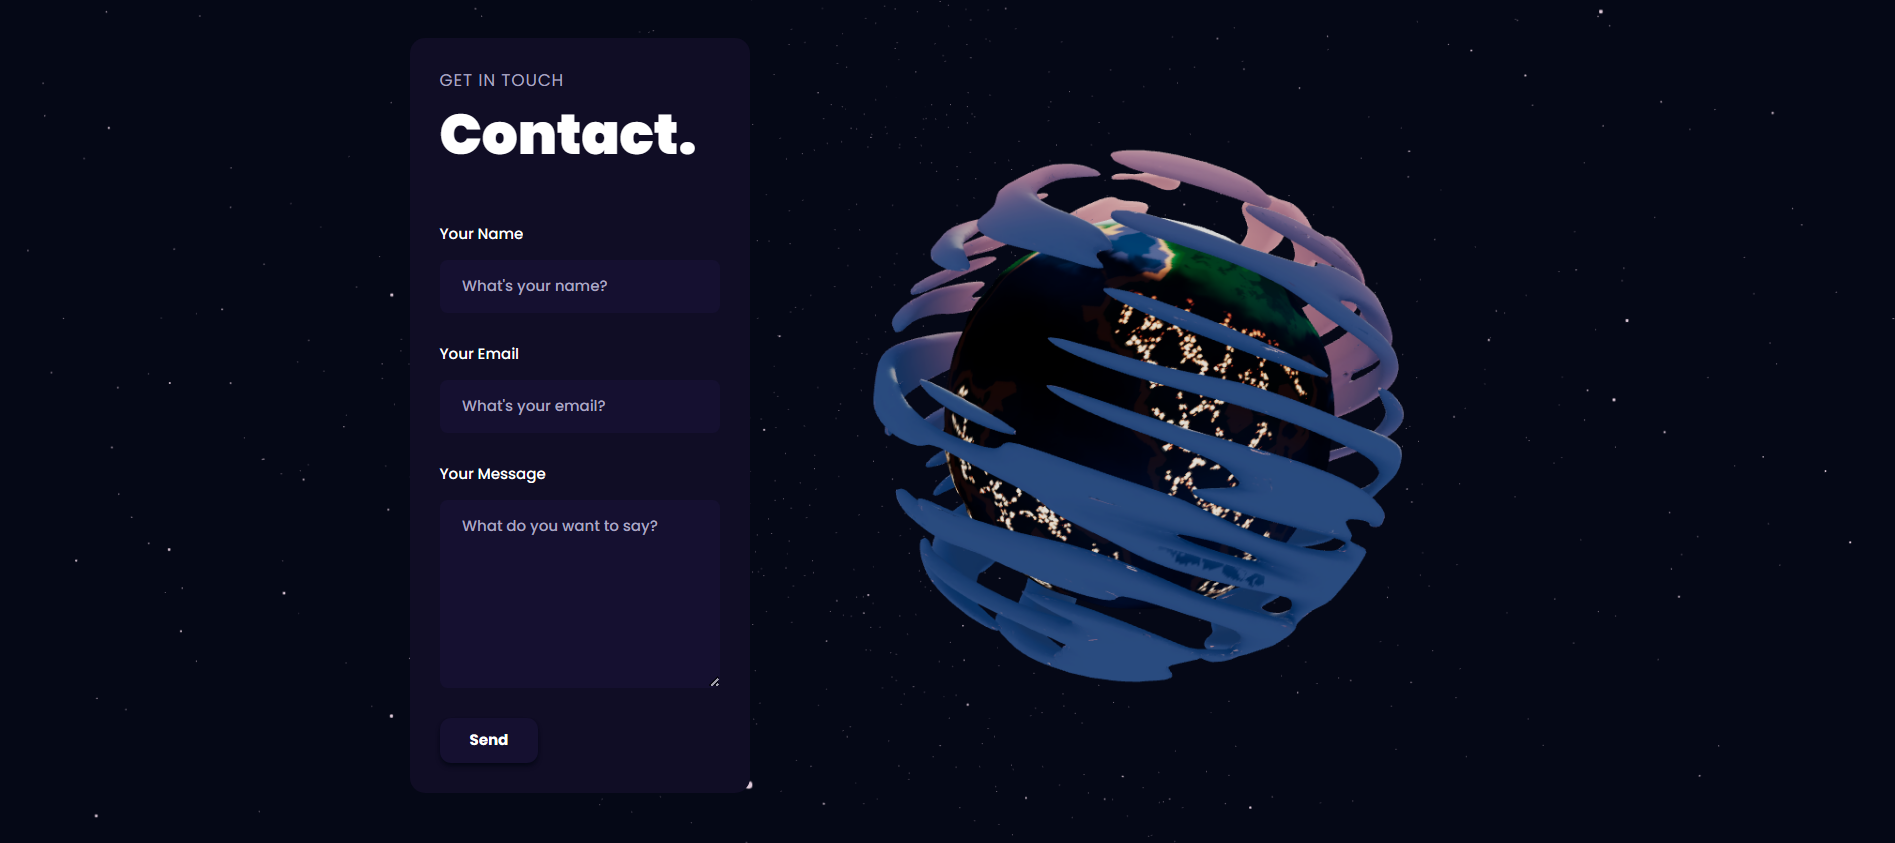 GET IN TOUCH
Contact.
Your Name
What's your name?
Your Email
What's your email?
Your Message
What do you want to say?
Send